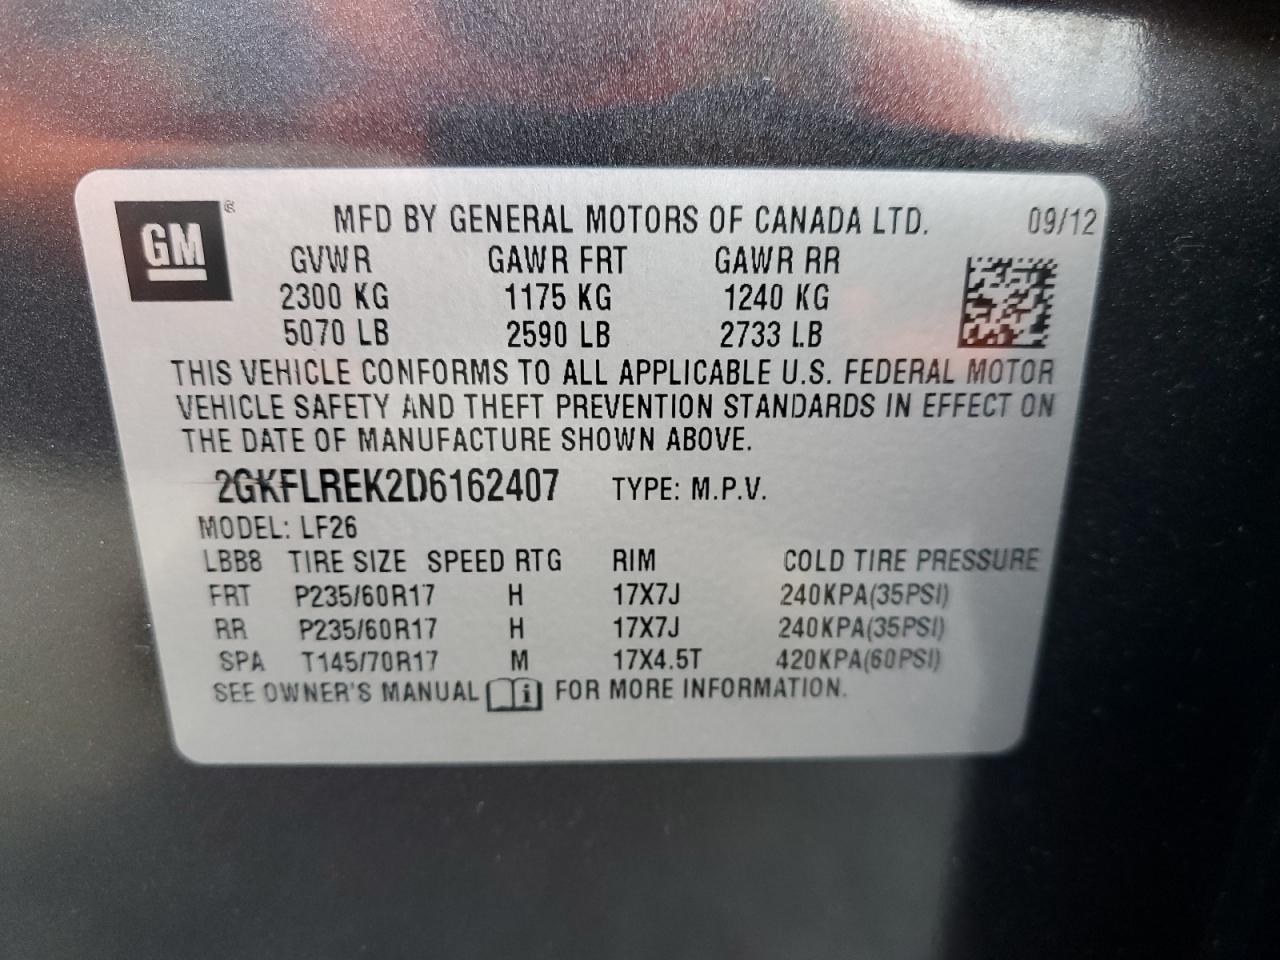 GM ®
MFD BY GENERAL MOTORS OF CANADA LTD. 09/12
GVWR GAWR FRT GAWR RR
2300 KG 1175 KG 1240 KG
5070 LB 2590 LB 2733 LB
THIS VEHICLE CONFORMS TO ALL APPLICABLE U.S. FEDERAL MOTOR
VEHICLE SAFETY AND THEFT PREVENTION STANDARDS IN EFFECT ON
THE DATE OF MANUFACTURE SHOWN ABOVE.
2GKFLREK2D6162407 TYPE: M.P.V.
MODEL: LF26
LBB8 TIRE SIZE SPEED RTG RIM COLD TIRE PRESSURE
FRT P235/60R17 H 17X7J 240KPA(35PSI)
RR P235/60R17 H 17X7J 240KPA(35PSI)
SPA T145/70R17 M 17X4.5T 420KPA(60PSI)
SEE OWNER'S MANUAL i FOR MORE INFORMATION.